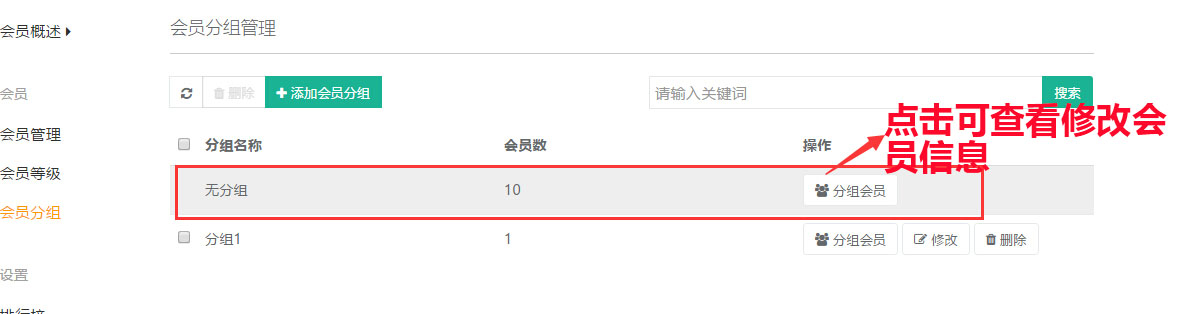 会员概述
会员分组管理
会员
删除
添加会员分组
请输入关键词
搜索
会员管理
会员等级
会员分组
设置
分组名称
会员数
操作
点击可查看修改会
员信息
无分组
10
分组会员
分组1
1
分组会员
修改
删除